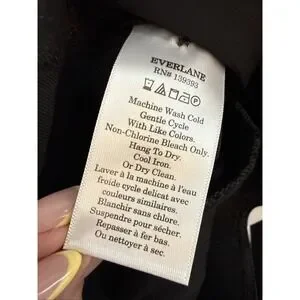 EVERLANE
RN# 139393
Machine Wash Cold
Gentle Cycle
With Like Colors.
Non-Chlorine Bleach Only.
Hang To Dry.
Cool Iron.
Or Dry Clean.
Laver à la machine à l'eau
froide cycle delicat avec
couleurs similaires.
Blanchir sans chlore.
Suspendre pour sécher.
Repasser à fer bas.
Ou nettoyer à sec.